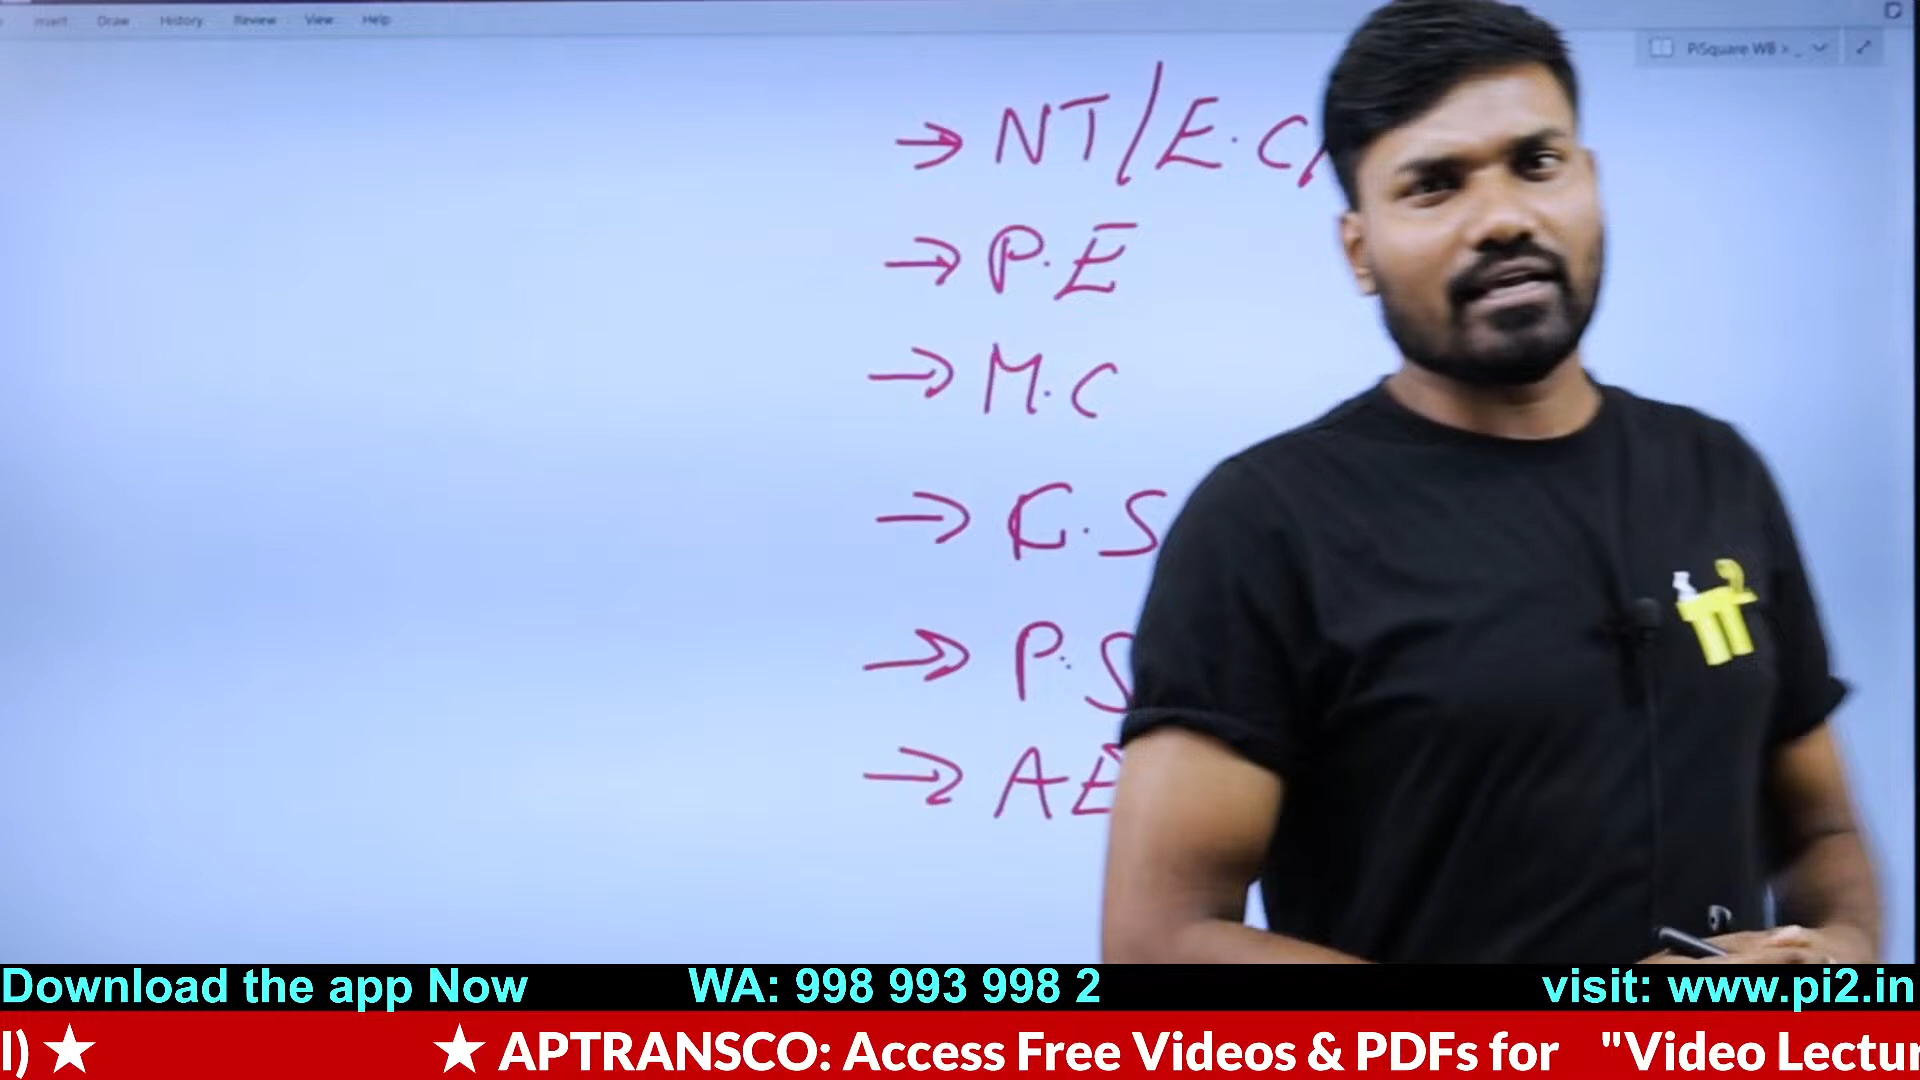 Insert Draw History Review View Help
PiSquare WB >
→ NT/E.C/
→ P.E
→ M.C
→ C.S
→ P.S
→ AE
Download the app Now WA: 998 993 998 2 visit: www.pi2.in
l) ★ ★ APTRANSCO: Access Free Videos & PDFs for "Video Lectur